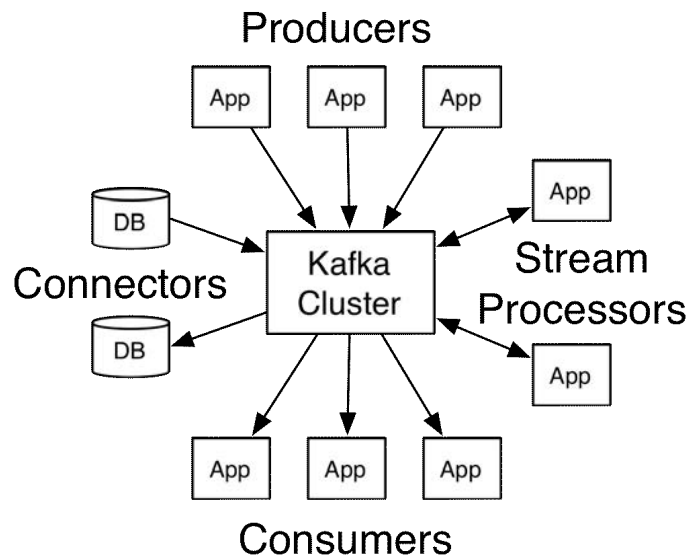 Producers
App
App
App
DB
App
Kafka
Cluster
Connectors
Stream
Processors
DB
App
App
App
App
Consumers